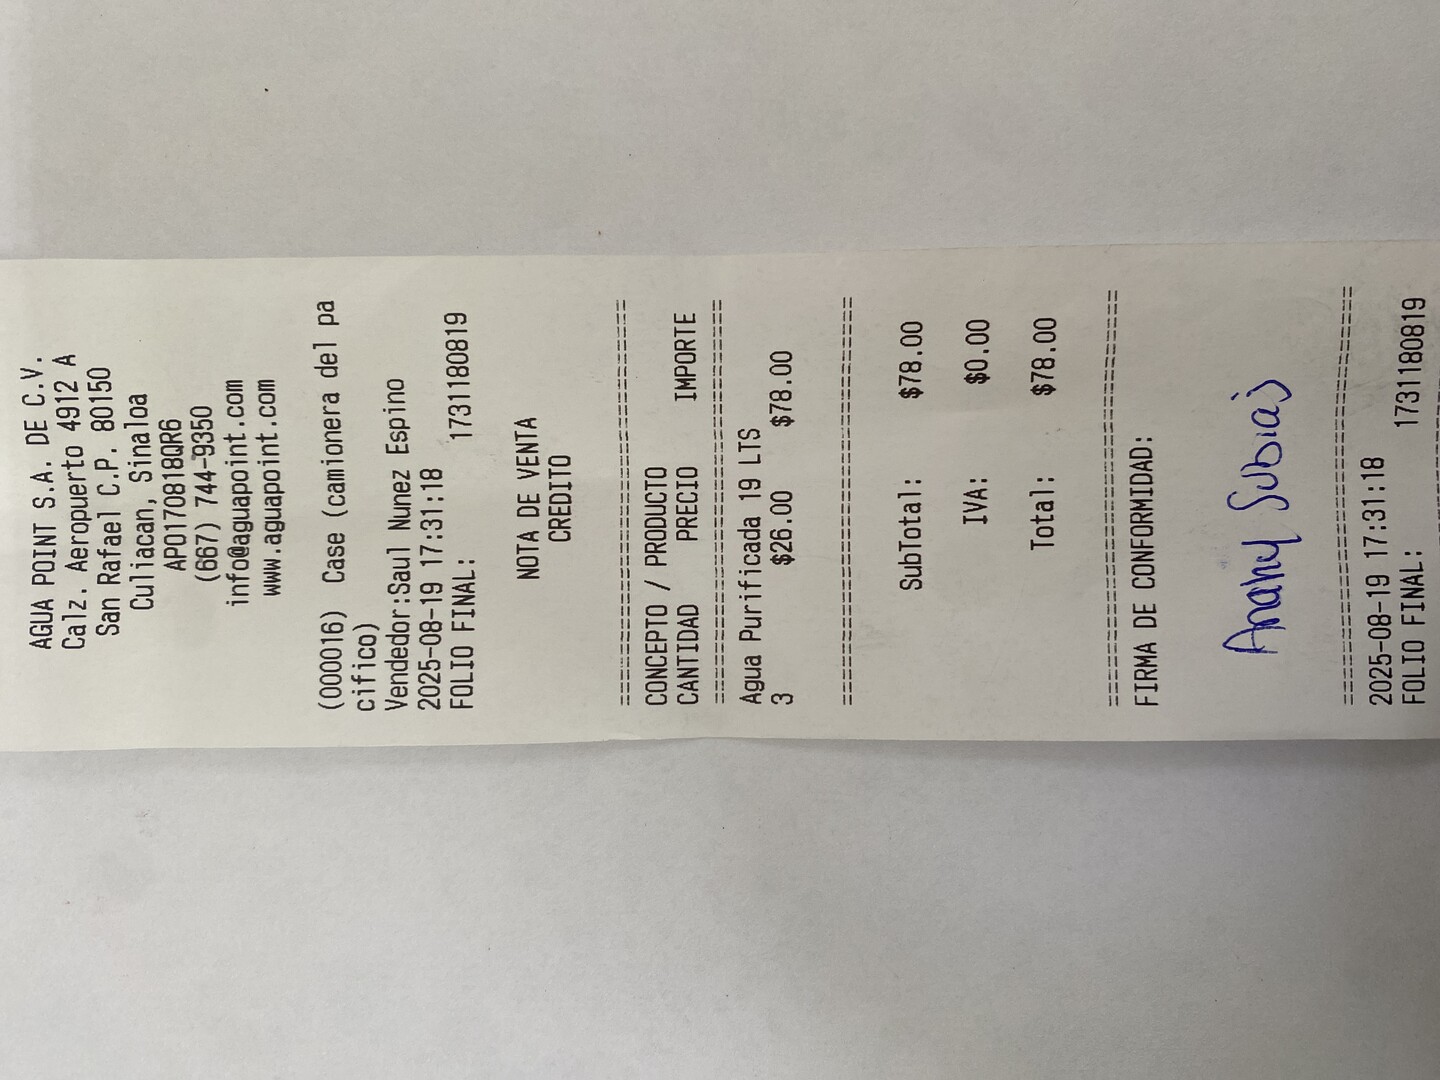 AGUA POINT S.A. DE C.V.
Calz. Aeropuerto 4912 A
San Rafael C.P. 80150
Culiacan, Sinaloa
APO170818QR6
(667) 744-9350
info@aguapoint.com
www.aguapoint.com
(000016) Case (camionera del pa
cifico)
Vendedor:Saul Nunez Espino
2025-08-19 17:31:18
FOLIO FINAL: 1731180819
NOTA DE VENTA
CREDITO
========================================
CONCEPTO / PRODUCTO
CANTIDAD PRECIO IMPORTE
========================================
Agua Purificada 19 LTS
3 $26.00 $78.00
========================================
SubTotal: $78.00
IVA: $0.00
Total: $78.00
========================================
FIRMA DE CONFORMIDAD:
Anahy Subias
========================================
2025-08-19 17:31:18
FOLIO FINAL: 1731180819